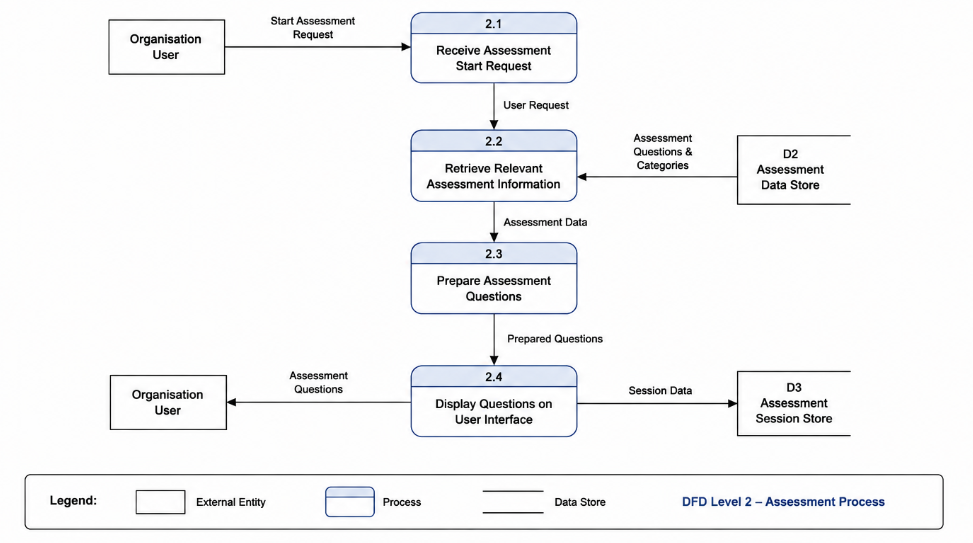 Start Assessment
Request
Organisation
User
2.1
Receive Assessment
Start Request
User Request
2.2
Retrieve Relevant
Assessment Information
Assessment
Questions &
Categories
D2
Assessment
Data Store
Assessment Data
2.3
Prepare Assessment
Questions
Prepared Questions
Organisation
User
Assessment
Questions
2.4
Display Questions on
User Interface
Session Data
D3
Assessment
Session Store
Legend:
External Entity
Process
Data Store
DFD Level 2 – Assessment Process